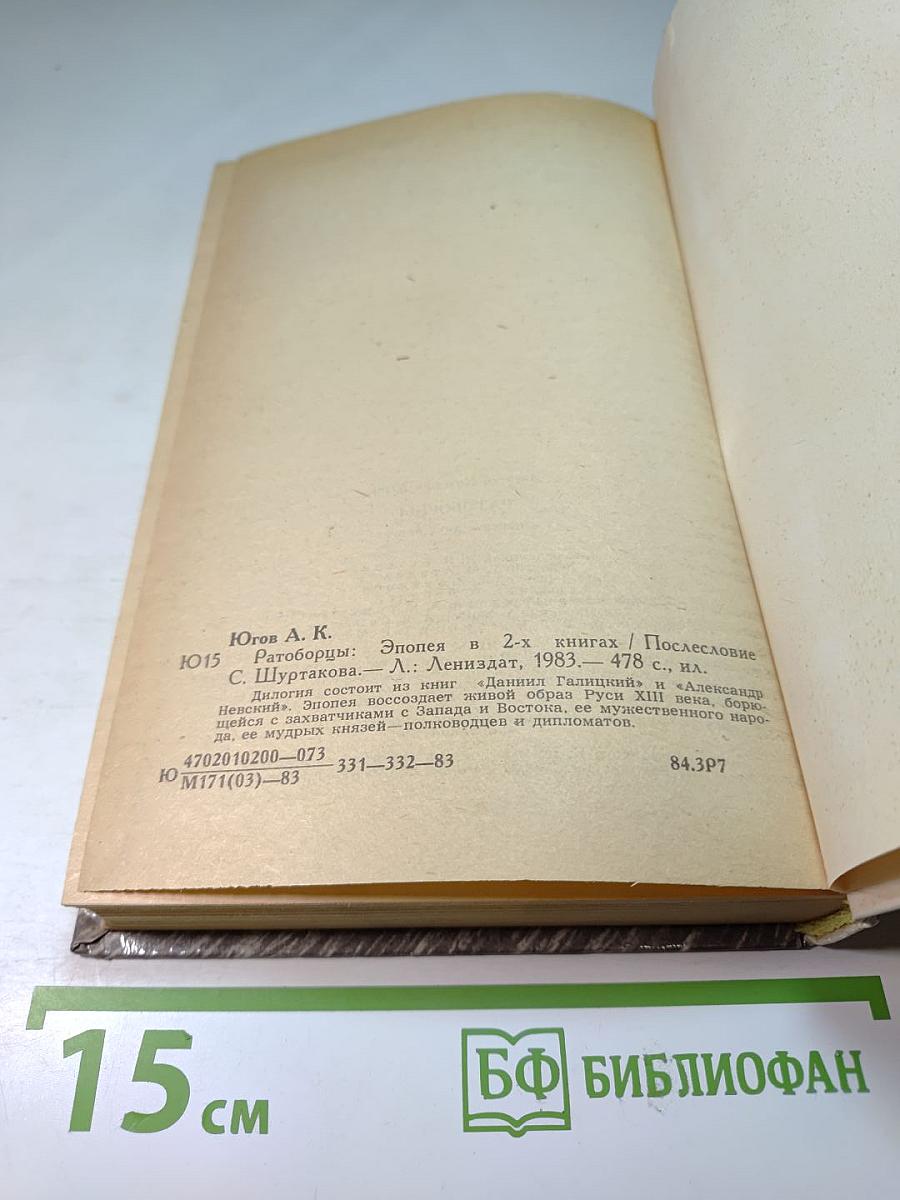 Югов А. К.
Ю15 Ратоборцы: Эпопея в 2-х книгах / Послесловие
С. Шуртакова.— Л.: Лениздат, 1983.— 478 с., ил.
Дилогия состоит из книг «Даниил Галицкий» и «Александр
Невский». Эпопея воссоздает живой образ Руси XIII века, борю-
щейся с захватчиками с Запада и Востока, ее мужественного наро-
да, ее мудрых князей—полководцев и дипломатов.
4702010200—073
Ю 331—332—83 84.3Р7
М171(03)—83
15 см БФ БИБЛИОФАН